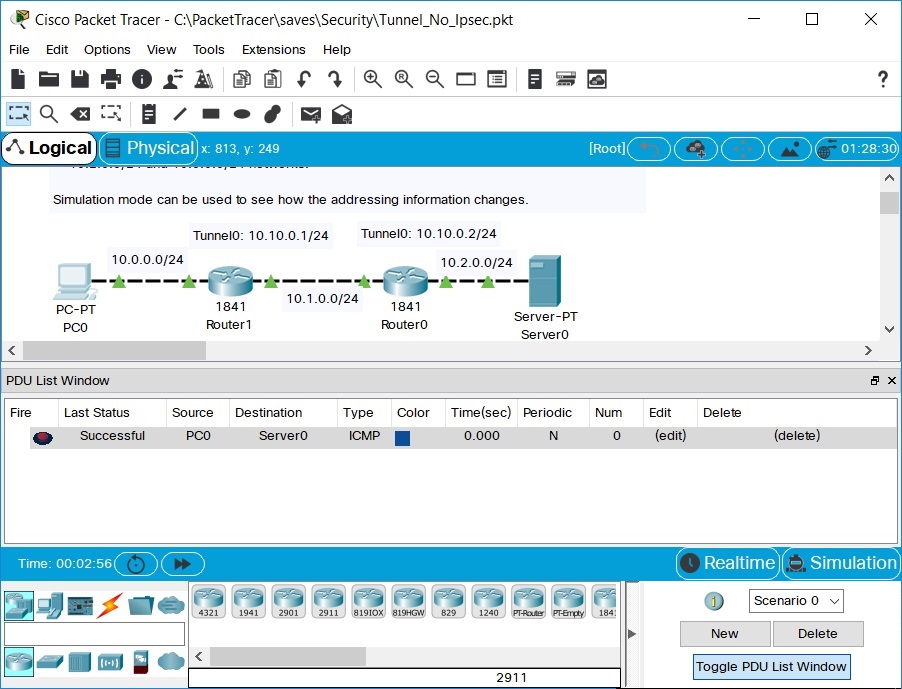 Cisco Packet Tracer - C:\PacketTracer\saves\Security\Tunnel_No_Ipsec.pkt
File Edit Options View Tools Extensions Help
?
Logical Physical x: 813, y: 249 [Root] 01:28:30
Simulation mode can be used to see how the addressing information changes.
Tunnel0: 10.10.0.1/24 Tunnel0: 10.10.0.2/24
10.0.0.0/24 10.2.0.0/24
10.1.0.0/24
PC-PT 1841 1841 Server-PT
PC0 Router1 Router0 Server0
PDU List Window
Fire Last Status Source Destination Type Color Time(sec) Periodic Num Edit Delete
Successful PC0 Server0 ICMP 0.000 N 0 (edit) (delete)
Time: 00:02:56 Realtime Simulation
4321 1941 2901 2911 819IOX 819HGW 829 1240 PT-Router PT-Empty 184
Scenario 0
New Delete
Toggle PDU List Window
2911